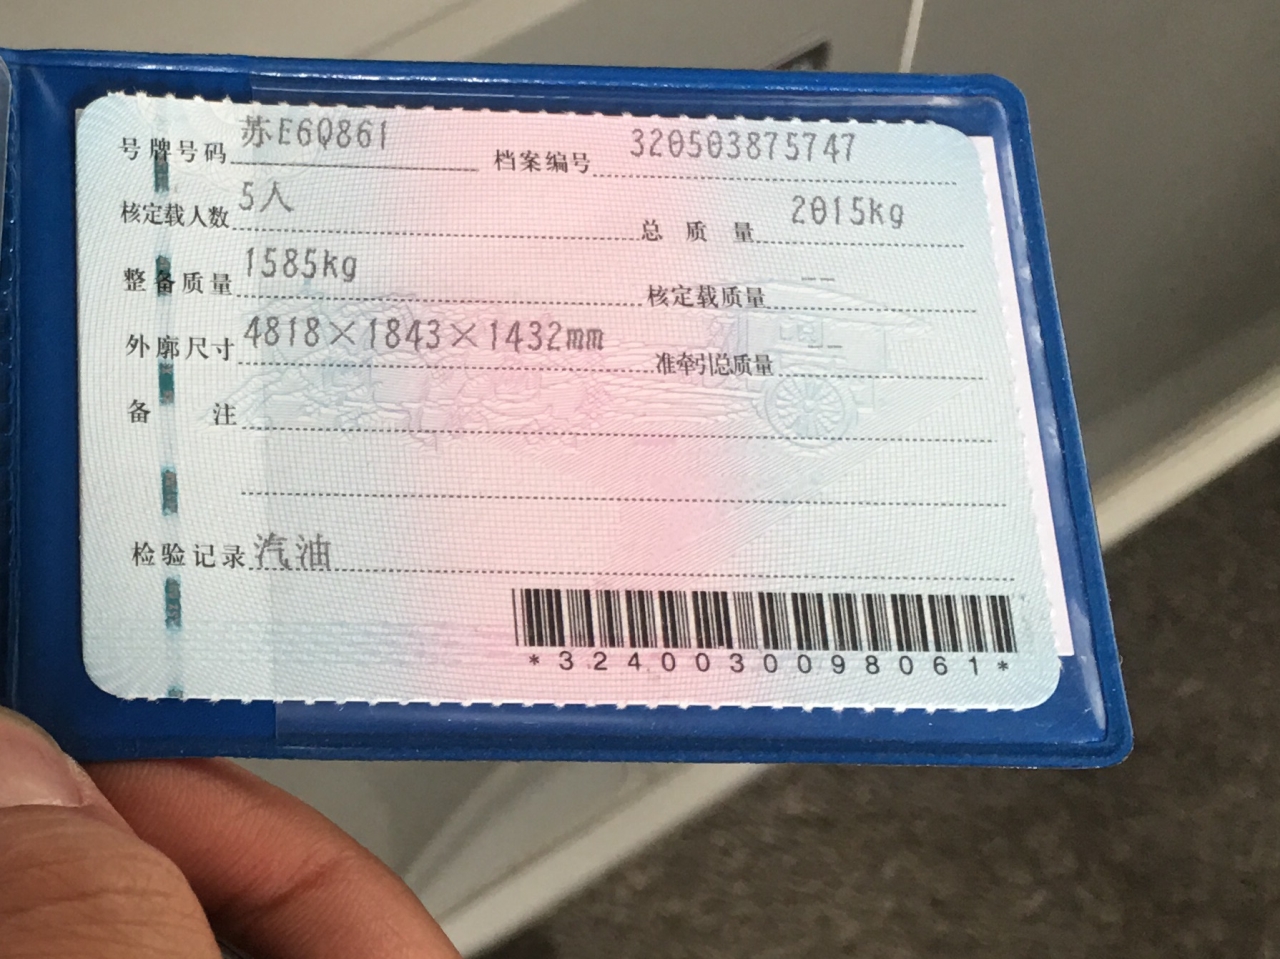 号牌号码 苏E6Q861 档案编号 320503875747
核定载人数 5人 总质量 2015kg
整备质量 1585kg 核定载质量 --
外廓尺寸 4818×1843×1432mm 准牵引总质量 --
备注
检验记录 汽油
*3240030098061*